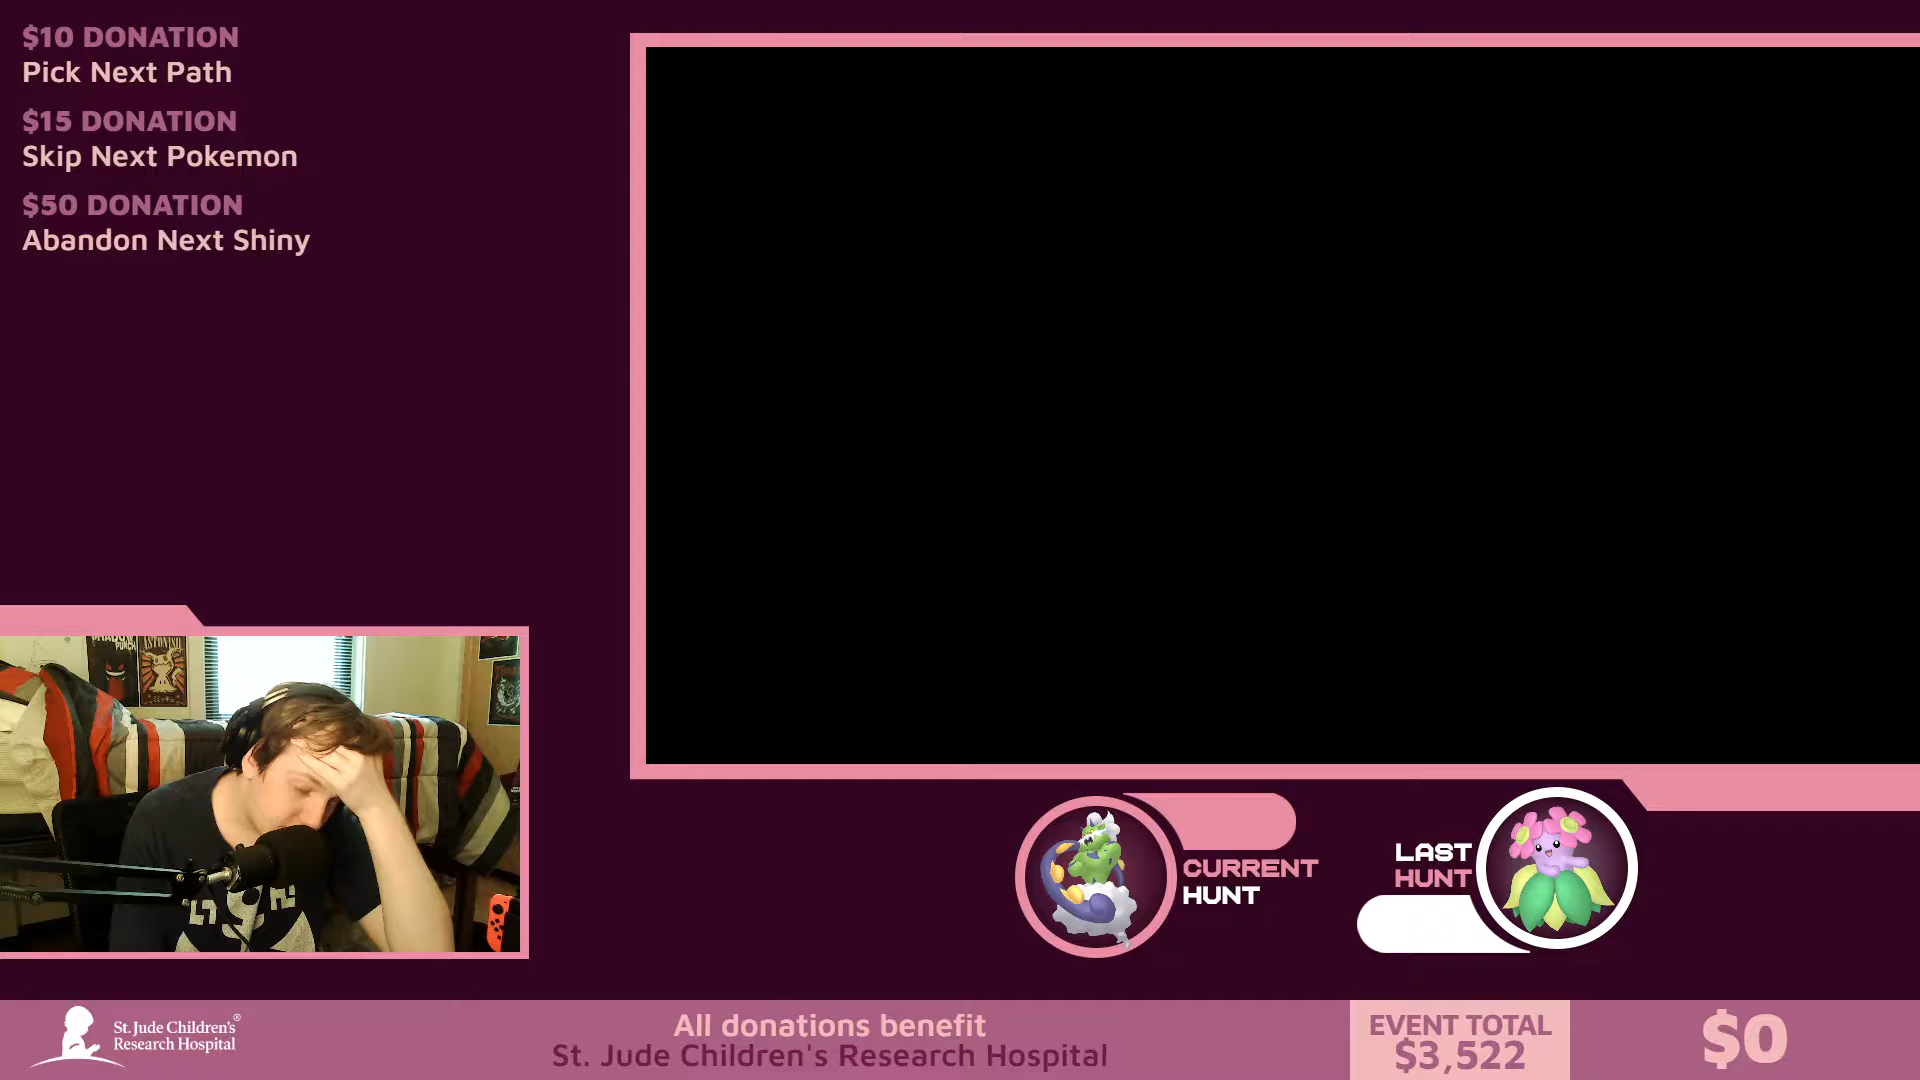 $10 DONATION
Pick Next Path
$15 DONATION
Skip Next Pokemon
$50 DONATION
Abandon Next Shiny
PUNCH
CURRENT
HUNT
LAST
HUNT
St. Jude Children's®
Research Hospital
All donations benefit
St. Jude Children's Research Hospital
EVENT TOTAL
$3,522
$0